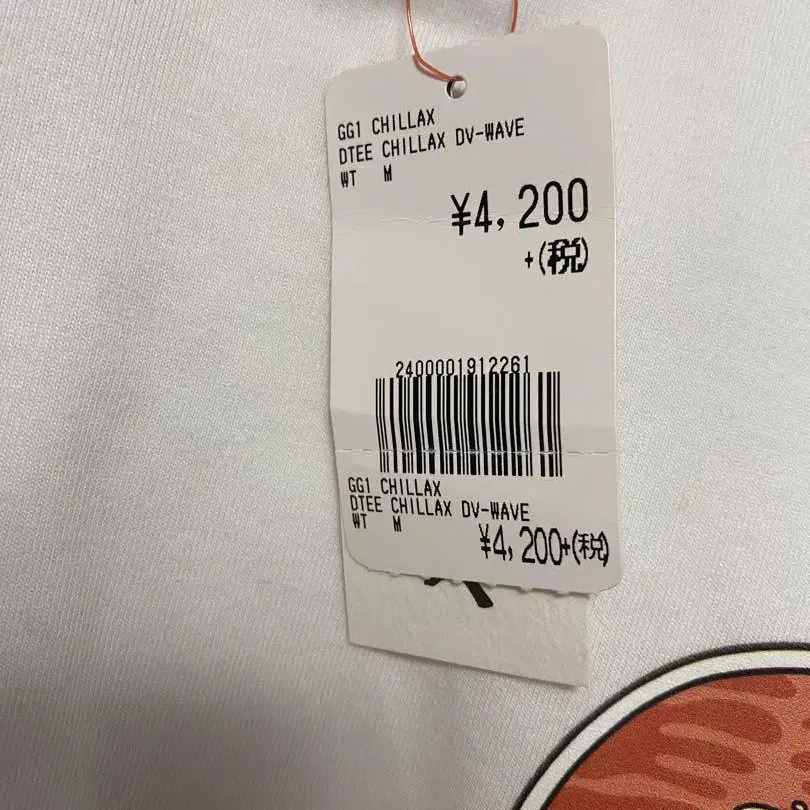 GG1 CHILLAX
DTEE CHILLAX DV-WAVE
WT M
¥4,200
+(税)
2400001912261
GG1 CHILLAX
DTEE CHILLAX DV-WAVE
WT M
¥4,200+(税)